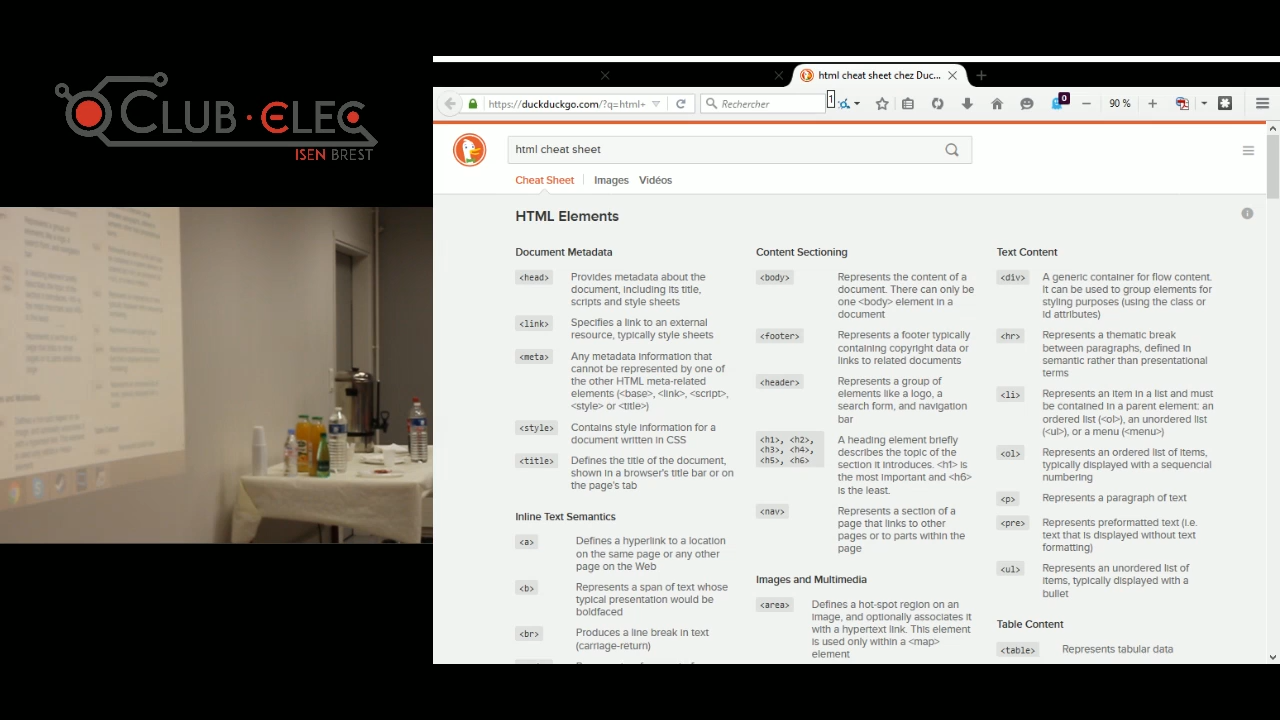 CLUB·ELEC
ISEN BREST
html cheat sheet chez Duc...
https://duckduckgo.com/?q=html+
Rechercher
1
0
90 %
html cheat sheet
Cheat Sheet
Images
Vidéos
HTML Elements
Document Metadata
<head>
Provides metadata about the
document, including its title,
scripts and style sheets
<link>
Specifies a link to an external
resource, typically style sheets
<meta>
Any metadata information that
cannot be represented by one of
the other HTML meta-related
elements (<base>, <link>, <script>,
<style> or <title>)
<style>
Contains style information for a
document written in CSS
<title>
Defines the title of the document,
shown in a browser's title bar or on
the page's tab
Inline Text Semantics
<a>
Defines a hyperlink to a location
on the same page or any other
page on the Web
<b>
Represents a span of text whose
typical presentation would be
boldfaced
<br>
Produces a line break in text
(carriage-return)
Content Sectioning
<body>
Represents the content of a
document. There can only be
one <body> element in a
document
<footer>
Represents a footer typically
containing copyright data or
links to related documents
<header>
Represents a group of
elements like a logo, a
search form, and navigation
bar
<h1>, <h2>,
<h3>, <h4>,
<h5>, <h6>
A heading element briefly
describes the topic of the
section it introduces. <h1> is
the most important and <h6>
is the least.
<nav>
Represents a section of a
page that links to other
pages or to parts within the
page
Images and Multimedia
<area>
Defines a hot-spot region on an
image, and optionally associates it
with a hypertext link. This element
is used only within a <map>
element
Text Content
<div>
A generic container for flow content.
It can be used to group elements for
styling purposes (using the class or
id attributes)
<hr>
Represents a thematic break
between paragraphs, defined in
semantic rather than presentational
terms
<li>
Represents an item in a list and must
be contained in a parent element: an
ordered list (<ol>), an unordered list
(<ul>), or a menu (<menu>)
<ol>
Represents an ordered list of items,
typically displayed with a sequential
numbering
<p>
Represents a paragraph of text
<pre>
Represents preformatted text (i.e.
text that is displayed without text
formatting)
<ul>
Represents an unordered list of
items, typically displayed with a
bullet
Table Content
<table>
Represents tabular data